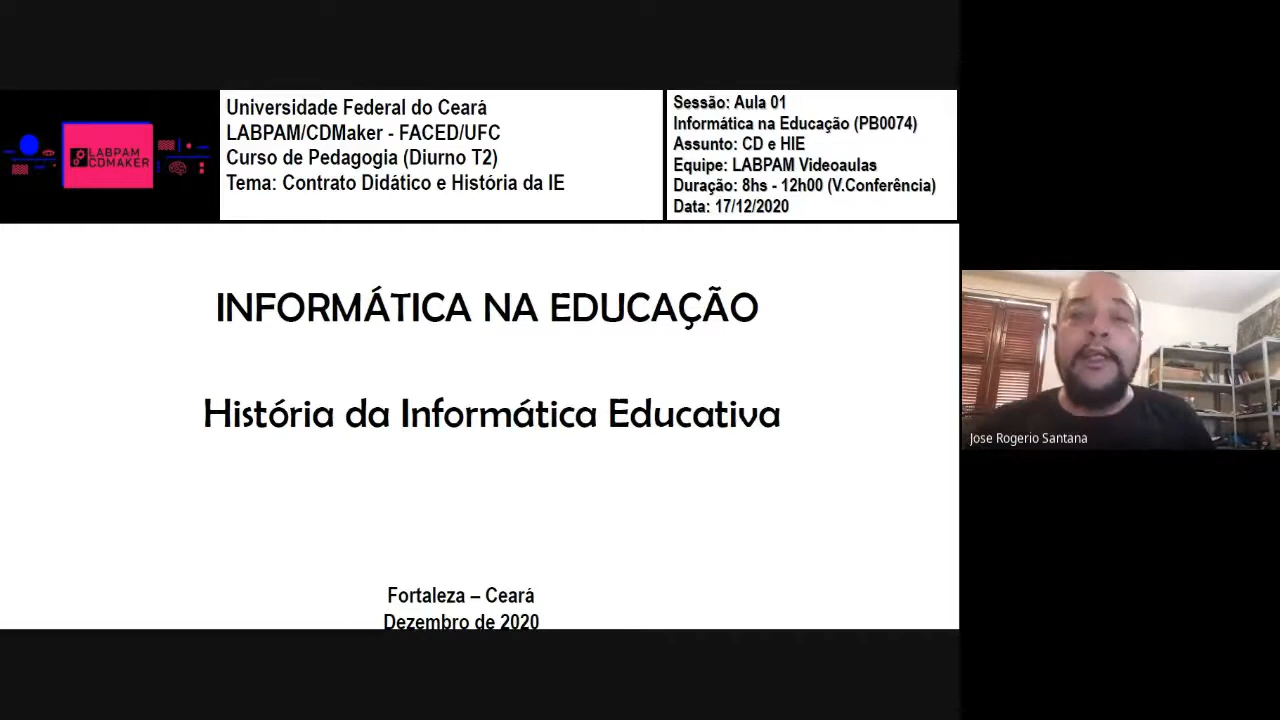 LABPAM
CDMAKER
Universidade Federal do Ceará
LABPAM/CDMaker - FACED/UFC
Curso de Pedagogia (Diurno T2)
Tema: Contrato Didático e História da IE
Sessão: Aula 01
Informática na Educação (PB0074)
Assunto: CD e HIE
Equipe: LABPAM Videoaulas
Duração: 8hs - 12h00 (V.Conferência)
Data: 17/12/2020
INFORMÁTICA NA EDUCAÇÃO
História da Informática Educativa
Fortaleza – Ceará
Dezembro de 2020
Jose Rogerio Santana